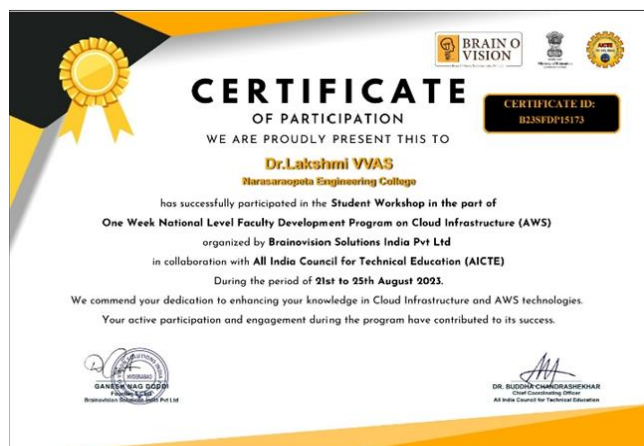 BRAIN O
VISION
AICTE
CERTIFICATE
OF PARTICIPATION
CERTIFICATE ID:
B23SFDP15173
WE ARE PROUDLY PRESENT THIS TO
Dr.Lakshmi VVAS
Narasaraopeta Engineering College
has successfully participated in the Student Workshop in the part of
One Week National Level Faculty Development Program on Cloud Infrastructure (AWS)
organized by Brainovision Solutions India Pvt Ltd
in collaboration with All India Council for Technical Education (AICTE)
During the period of 21st to 25th August 2023.
We commend your dedication to enhancing your knowledge in Cloud Infrastructure and AWS technologies.
Your active participation and engagement during the program have contributed to its success.
HYDERABAD
GANESH NAG DODDI
Founder & CEO
Brainovision Solutions India Pvt Ltd
DR. BUDDHA CHANDRASHEKHAR
Chief Coordinating Officer
All India Council for Technical Education